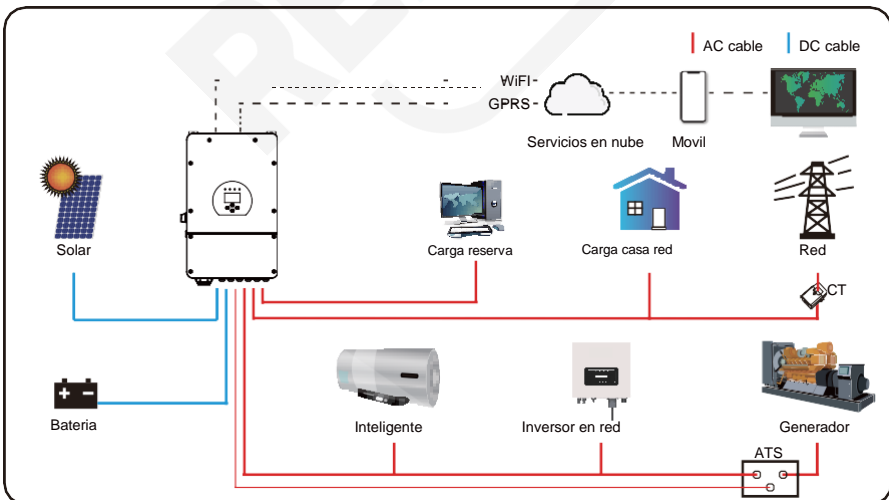 AC cable
DC cable
WiFI
GPRS
Servicios en nube
Movil
Solar
Carga reserva
Carga casa red
Red
CT
Bateria
Inteligente
Inversor en red
Generador
ATS